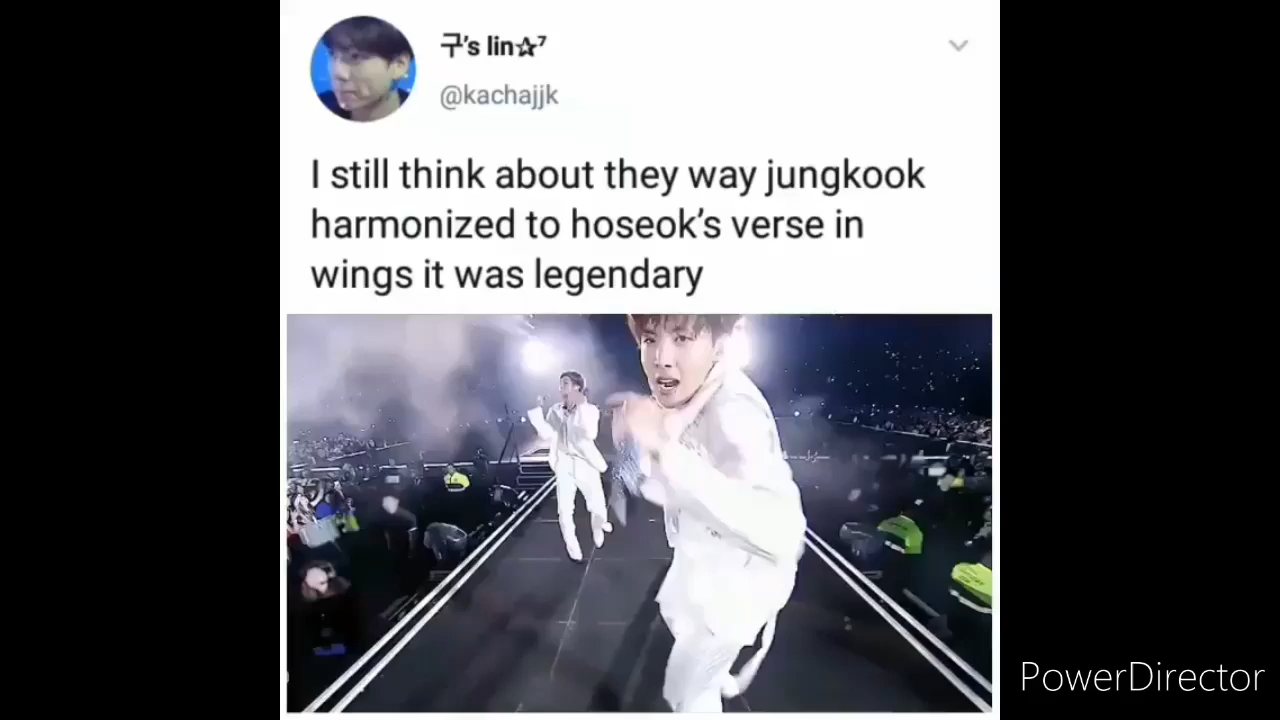 구's lin☆⁷
@kachajjk
I still think about they way jungkook
harmonized to hoseok's verse in
wings it was legendary
PowerDirector